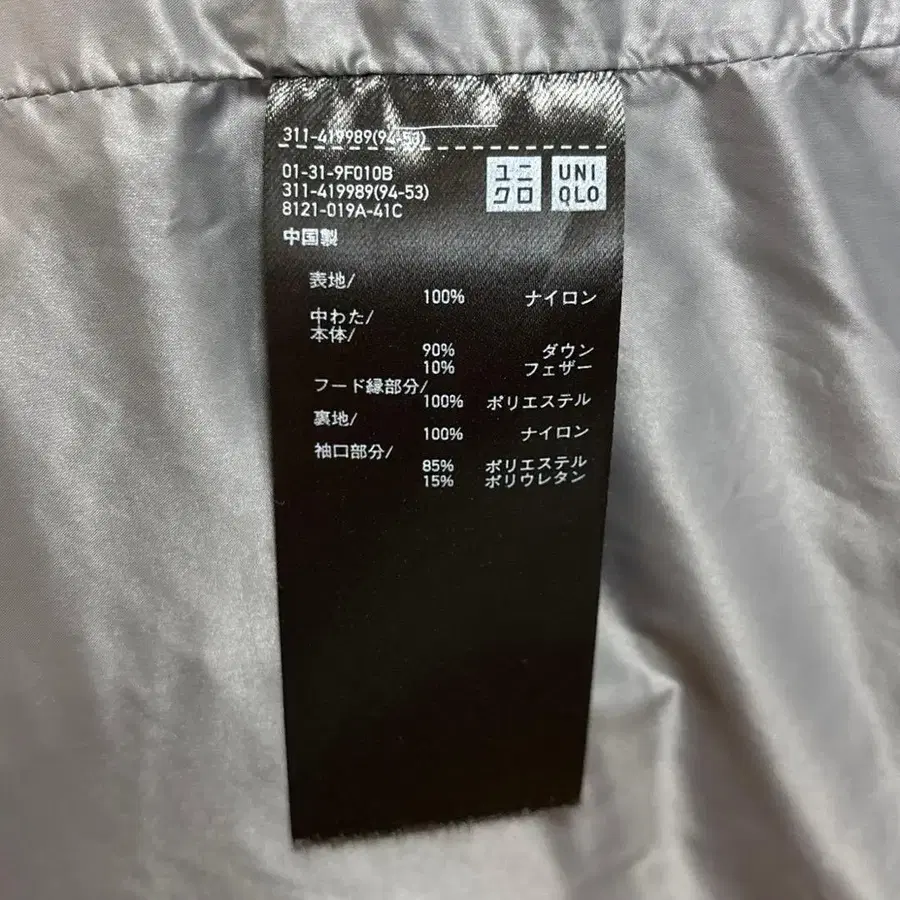 311-419989(94-53)
01-31-9F010B
311-419989(94-53)
8121-019A-41C
ユニクロ
UNIQLO
中国製
表地/
100% ナイロン
中わた/
本体/
90% ダウン
10% フェザー
フード縁部分/
100% ポリエステル
裏地/
100% ナイロン
袖口部分/
85% ポリエステル
15% ポリウレタン